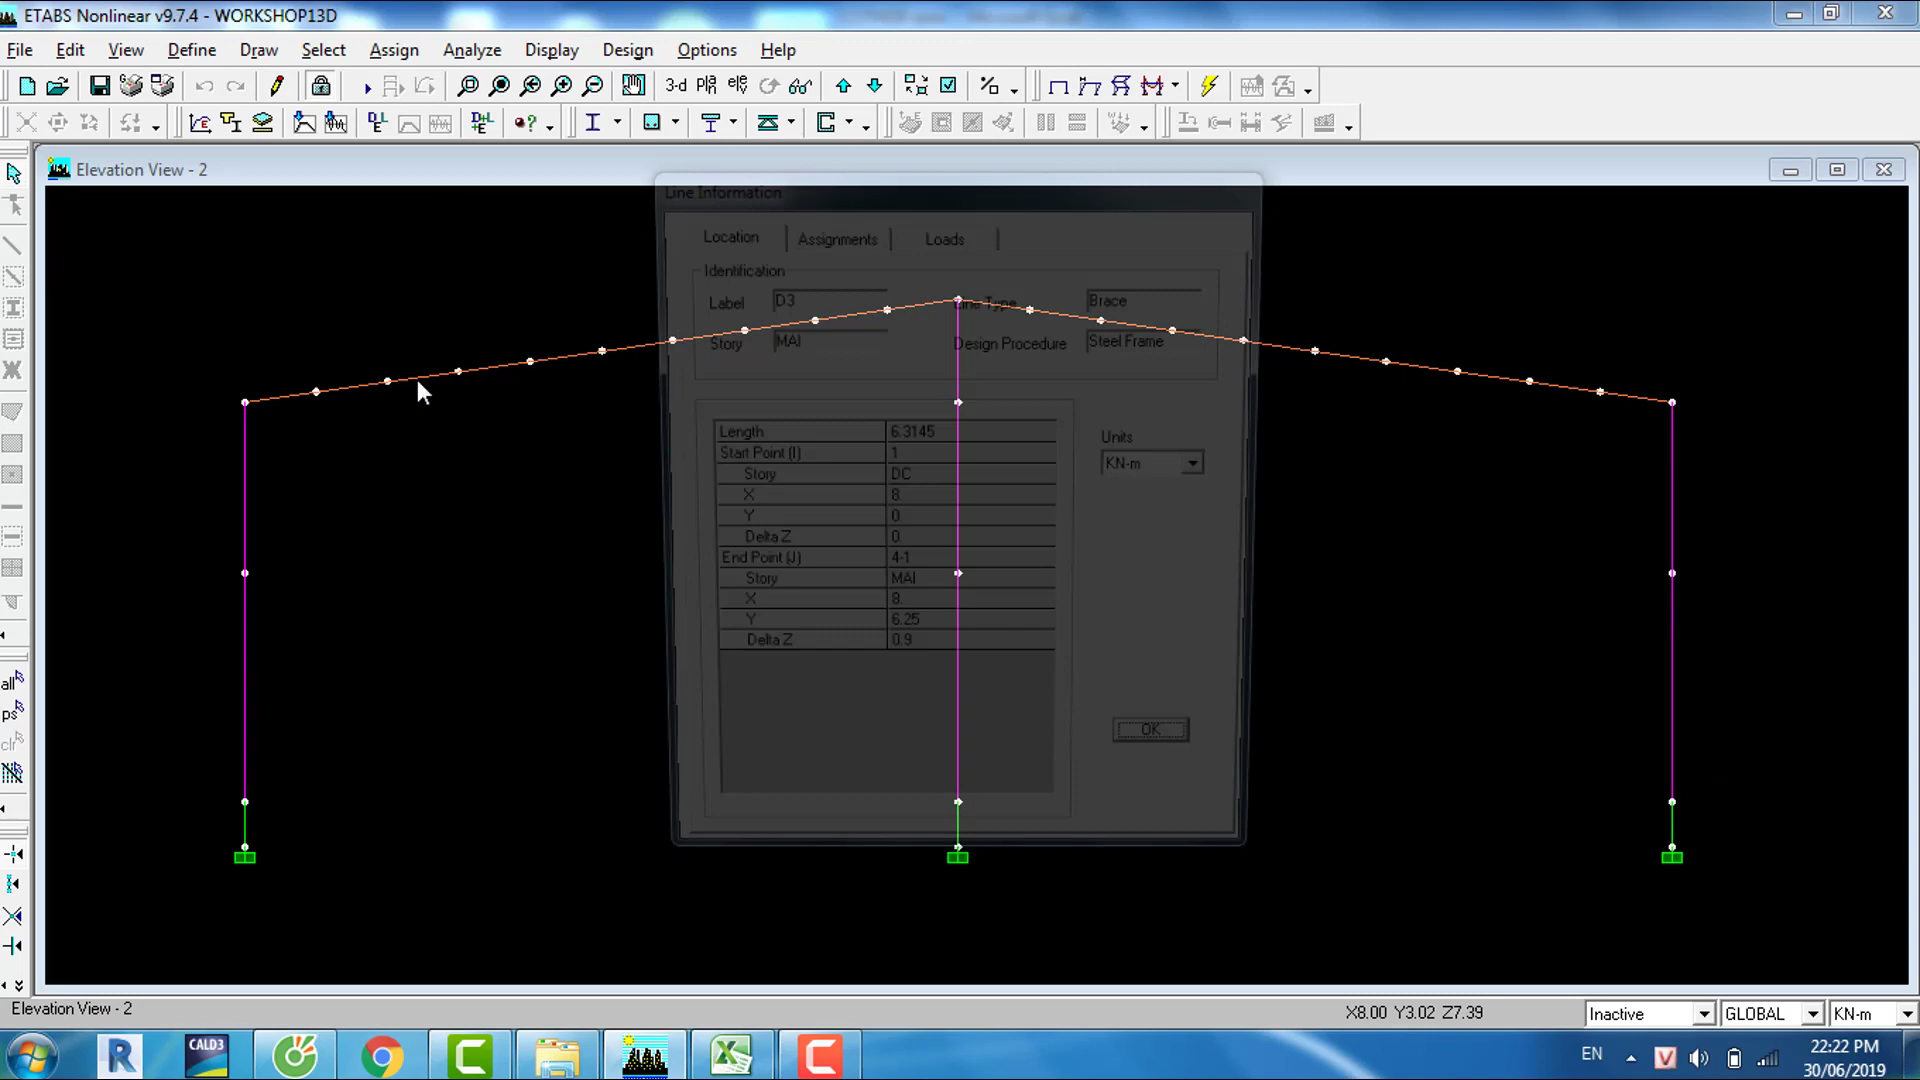 ETABS Nonlinear v9.7.4 - WORKSHOP13D
File Edit View Define Draw Select Assign Analyze Display Design Options Help
3-d
Elevation View - 2
Line Information
Location Assignments Loads
Identification
Label D3 Line Type Brace
Story MAI Design Procedure Steel Frame
Length 6.3145
Start Point (I) 1
Story DC
X 8.
Y 0.
Delta Z 0.
End Point (J) 4-1
Story MAI
X 8.
Y 6.25
Delta Z 0.9
Units
KN-m
OK
all
ps
clr
Elevation View - 2
X8.00 Y3.02 Z7.39
Inactive GLOBAL KN-m
CALD3
EN
22:22 PM
30/06/2019